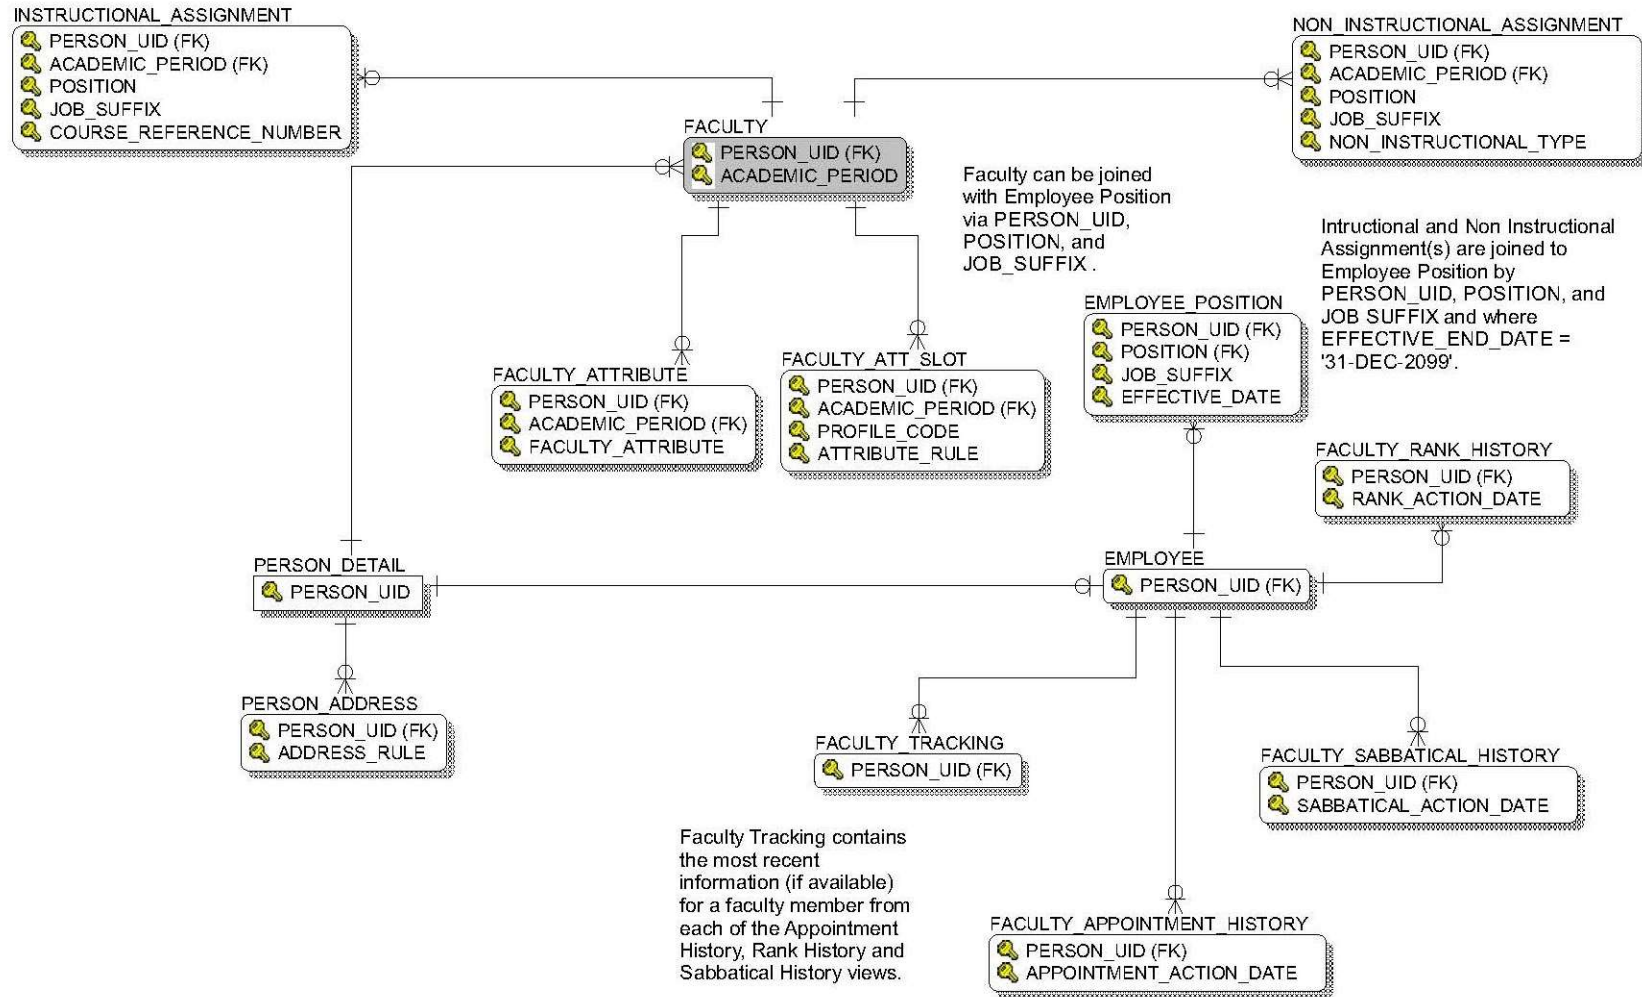 INSTRUCTIONAL_ASSIGNMENT
PERSON_UID (FK)
ACADEMIC_PERIOD (FK)
POSITION
JOB_SUFFIX
COURSE_REFERENCE_NUMBER
NON_INSTRUCTIONAL_ASSIGNMENT
PERSON_UID (FK)
ACADEMIC_PERIOD (FK)
POSITION
JOB_SUFFIX
NON_INSTRUCTIONAL_TYPE
FACULTY
PERSON_UID (FK)
ACADEMIC_PERIOD
Faculty can be joined
with Employee Position
via PERSON_UID,
POSITION, and
JOB_SUFFIX .
Intructional and Non Instructional
Assignment(s) are joined to
Employee Position by
PERSON_UID, POSITION, and
JOB SUFFIX and where
EFFECTIVE_END_DATE =
'31-DEC-2099'.
EMPLOYEE_POSITION
PERSON_UID (FK)
POSITION (FK)
JOB_SUFFIX
EFFECTIVE_DATE
FACULTY_ATTRIBUTE
PERSON_UID (FK)
ACADEMIC_PERIOD (FK)
FACULTY_ATTRIBUTE
FACULTY_ATT_SLOT
PERSON_UID (FK)
ACADEMIC_PERIOD (FK)
PROFILE_CODE
ATTRIBUTE_RULE
FACULTY_RANK_HISTORY
PERSON_UID (FK)
RANK_ACTION_DATE
PERSON_DETAIL
PERSON_UID
EMPLOYEE
PERSON_UID (FK)
PERSON_ADDRESS
PERSON_UID (FK)
ADDRESS_RULE
FACULTY_TRACKING
PERSON_UID (FK)
FACULTY_SABBATICAL_HISTORY
PERSON_UID (FK)
SABBATICAL_ACTION_DATE
Faculty Tracking contains
the most recent
information (if available)
for a faculty member from
each of the Appointment
History, Rank History and
Sabbatical History views.
FACULTY_APPOINTMENT_HISTORY
PERSON_UID (FK)
APPOINTMENT_ACTION_DATE